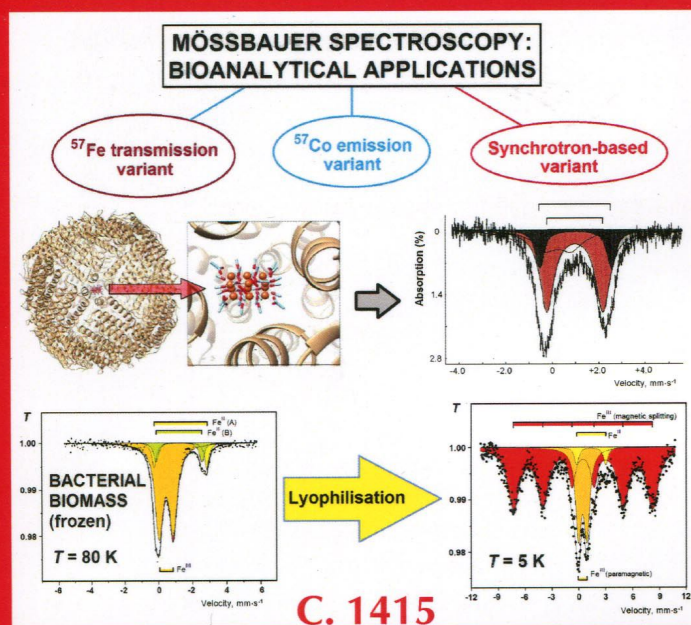 MÖSSBAUER SPECTROSCOPY:
BIOANALYTICAL APPLICATIONS
⁵⁷Fe transmission
variant
⁵⁷Co emission
variant
Synchrotron-based
variant
Absorption (%)
0
1.4
2.8
-4.0
-2.0
0
+2.0
+4.0
Velocity, mm·s⁻¹
T
1.00
0.99
0.98
Feᴵᴵ (A)
Feᴵᴵ (B)
BACTERIAL
BIOMASS
(frozen)
T = 80 K
Feᴵᴵᴵ
-6
-4
-2
0
2
4
6
Velocity, mm·s⁻¹
Lyophilisation
T
1.00
0.99
0.98
Feᴵᴵᴵ (magnetic splitting)
Feᴵᴵ
T = 5 K
Feᴵᴵᴵ (paramagnetic)
-12
-9
-6
-3
0
3
6
9
12
Velocity, mm·s⁻¹
C. 1415